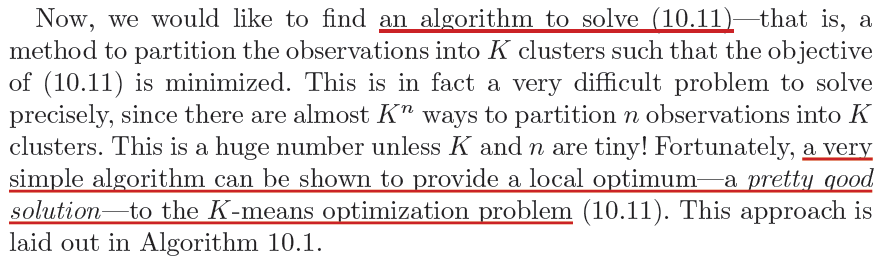 Now, we would like to find an algorithm to solve (10.11)—that is, a
method to partition the observations into K clusters such that the objective
of (10.11) is minimized. This is in fact a very difficult problem to solve
precisely, since there are almost Kⁿ ways to partition n observations into K
clusters. This is a huge number unless K and n are tiny! Fortunately, a very
simple algorithm can be shown to provide a local optimum—a pretty good
solution—to the K-means optimization problem (10.11). This approach is
laid out in Algorithm 10.1.